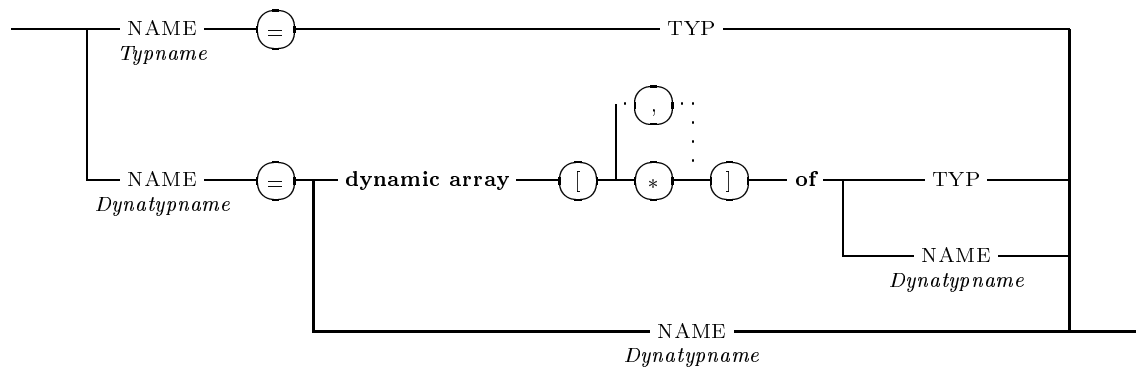 NAME = TYP
Typname
,
NAME = dynamic array [ * ] of TYP
Dynatypname
NAME
Dynatypname
NAME
Dynatypname